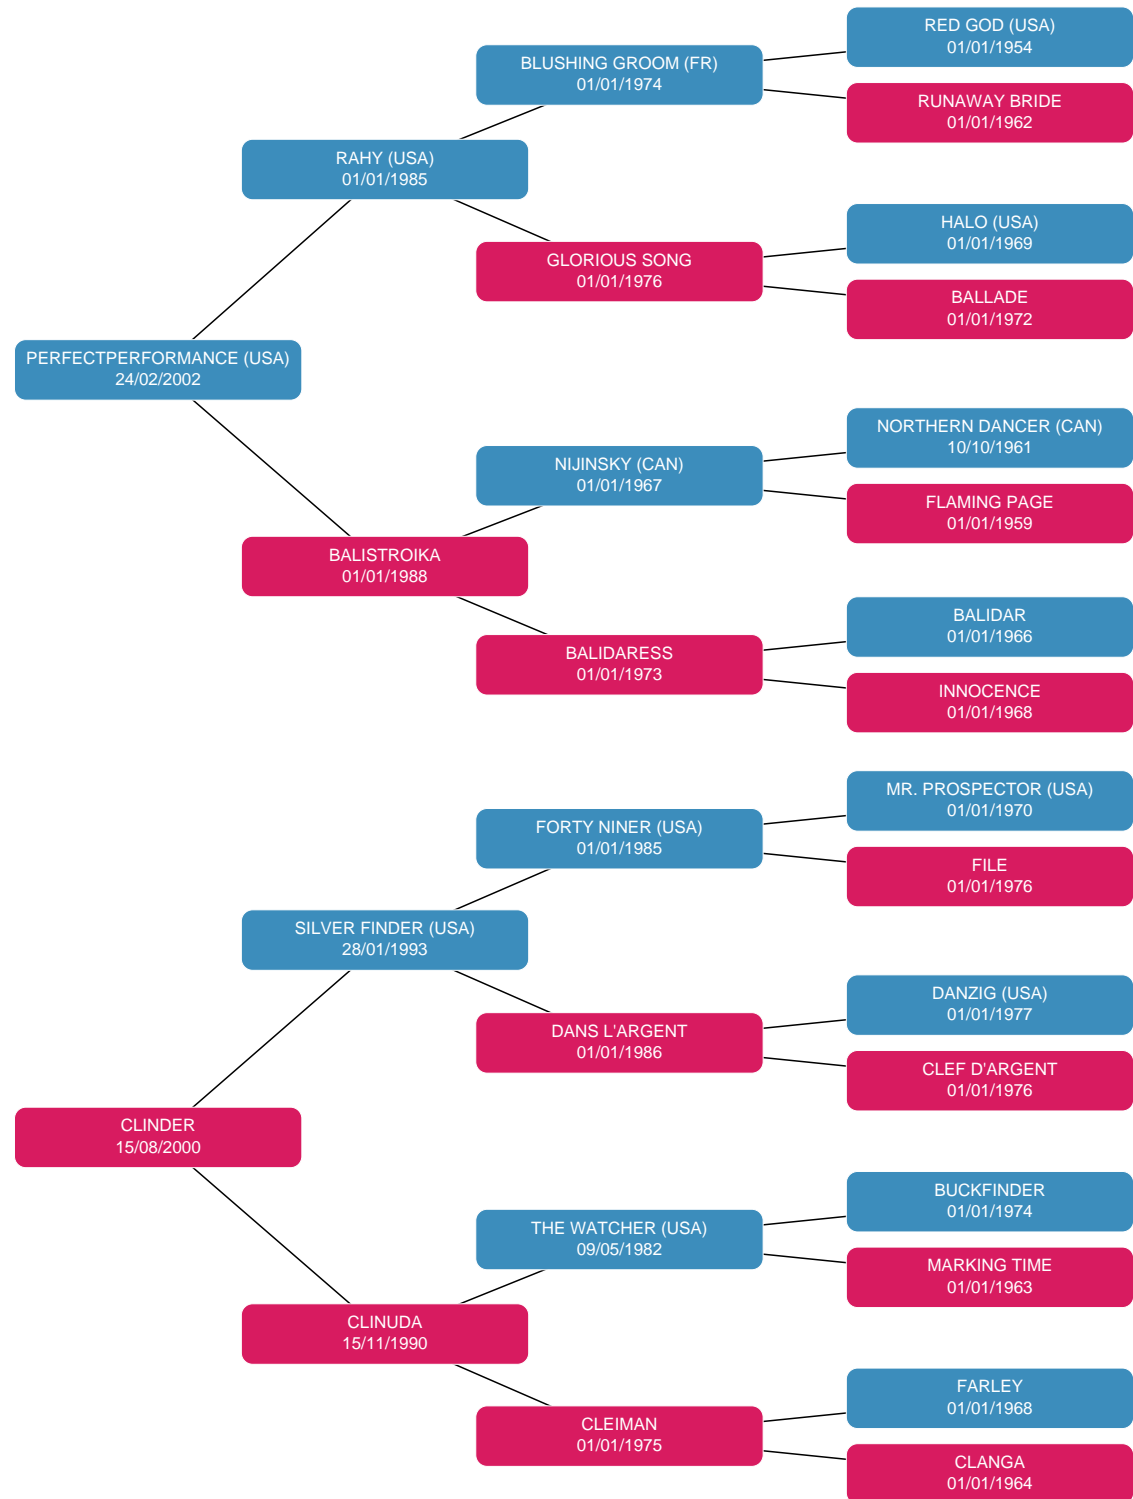 RED GOD (USA)
01/01/1954
BLUSHING GROOM (FR)
01/01/1974
RUNAWAY BRIDE
01/01/1962
RAHY (USA)
01/01/1985
HALO (USA)
01/01/1969
GLORIOUS SONG
01/01/1976
BALLADE
01/01/1972
PERFECTPERFORMANCE (USA)
24/02/2002
NORTHERN DANCER (CAN)
10/10/1961
NIJINSKY (CAN)
01/01/1967
FLAMING PAGE
01/01/1959
BALISTROIKA
01/01/1988
BALIDAR
01/01/1966
BALIDARESS
01/01/1973
INNOCENCE
01/01/1968
MR. PROSPECTOR (USA)
01/01/1970
FORTY NINER (USA)
01/01/1985
FILE
01/01/1976
SILVER FINDER (USA)
28/01/1993
DANZIG (USA)
01/01/1977
DANS L'ARGENT
01/01/1986
CLEF D'ARGENT
01/01/1976
CLINDER
15/08/2000
BUCKFINDER
01/01/1974
THE WATCHER (USA)
09/05/1982
MARKING TIME
01/01/1963
CLINUDA
15/11/1990
FARLEY
01/01/1968
CLEIMAN
01/01/1975
CLANGA
01/01/1964